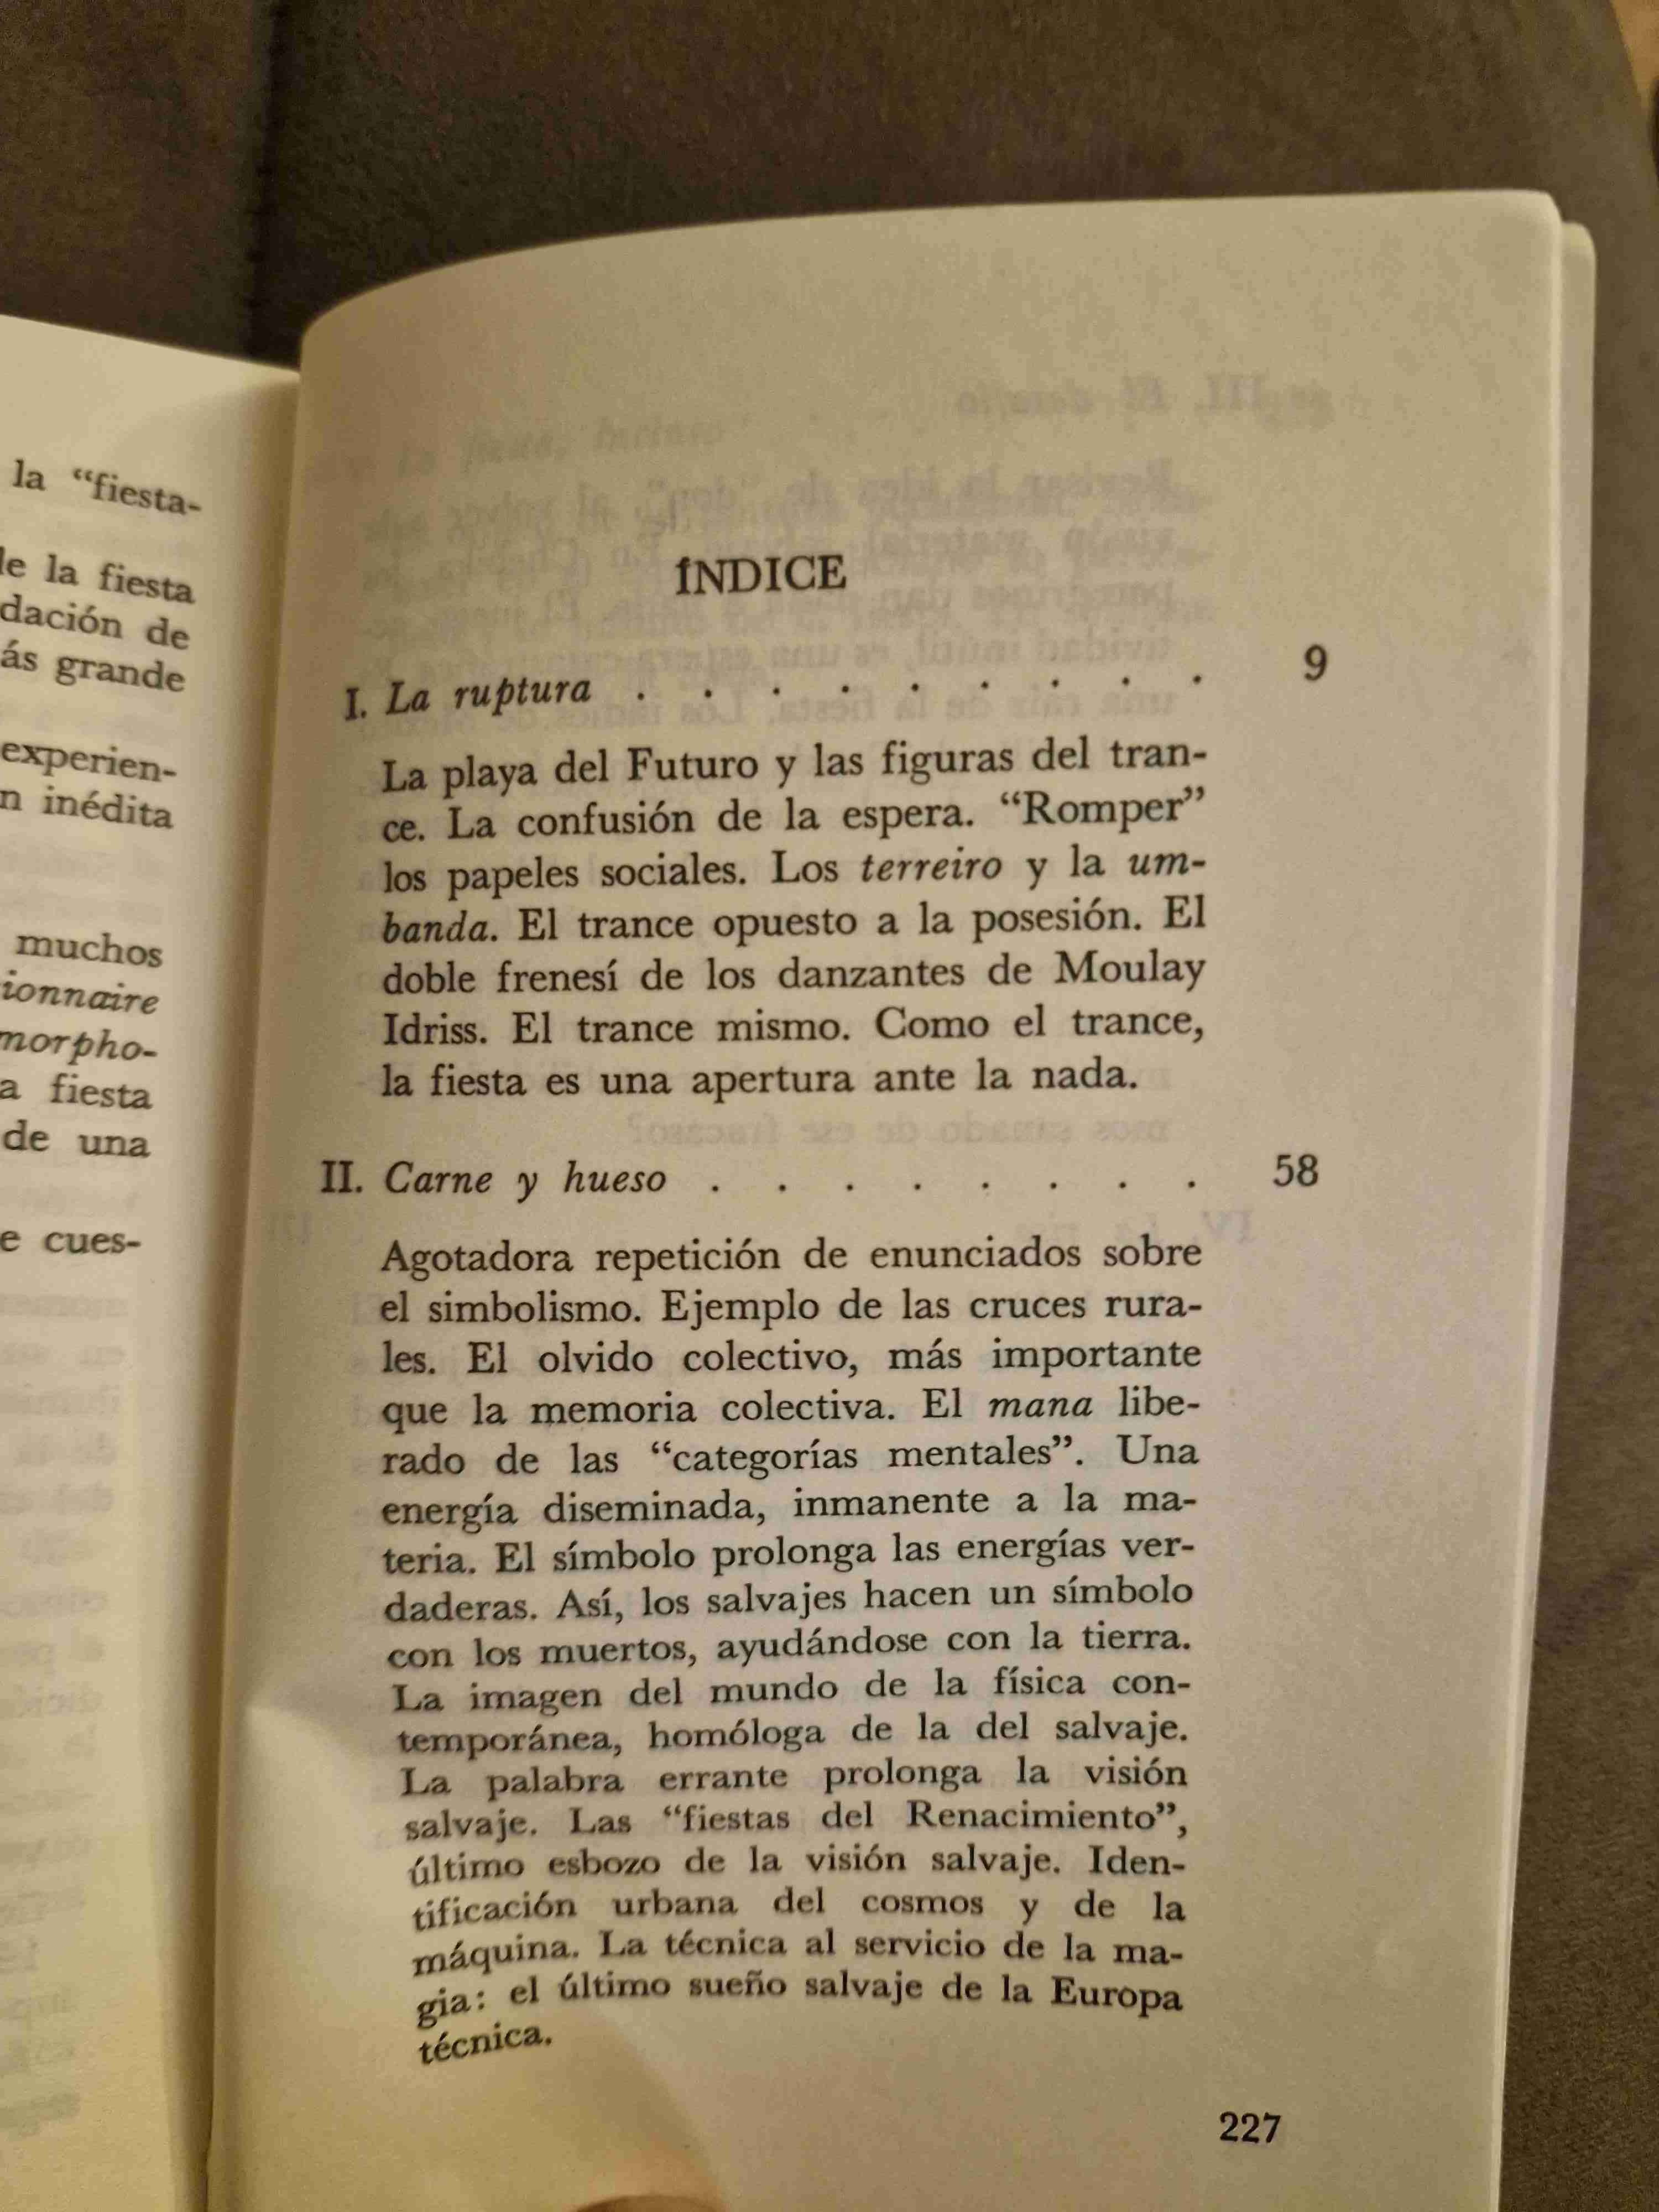 la “fiesta-
de la fiesta
dación de
ás grande
experien-
n inédita
muchos
ionnaire
morpho-
a fiesta
de una
e cues-
ÍNDICE
I. La ruptura . . . . . . . . . 9
La playa del Futuro y las figuras del tran-
ce. La confusión de la espera. “Romper”
los papeles sociales. Los terreiro y la um-
banda. El trance opuesto a la posesión. El
doble frenesí de los danzantes de Moulay
Idriss. El trance mismo. Como el trance,
la fiesta es una apertura ante la nada.
II. Carne y hueso . . . . . . . . 58
Agotadora repetición de enunciados sobre
el simbolismo. Ejemplo de las cruces rura-
les. El olvido colectivo, más importante
que la memoria colectiva. El mana libe-
rado de las “categorías mentales”. Una
energía diseminada, inmanente a la ma-
teria. El símbolo prolonga las energías ver-
daderas. Así, los salvajes hacen un símbolo
con los muertos, ayudándose con la tierra.
La imagen del mundo de la física con-
temporánea, homóloga de la del salvaje.
La palabra errante prolonga la visión
salvaje. Las “fiestas del Renacimiento”,
último esbozo de la visión salvaje. Iden-
tificación urbana del cosmos y de la
máquina. La técnica al servicio de la ma-
gia: el último sueño salvaje de la Europa
técnica.
227